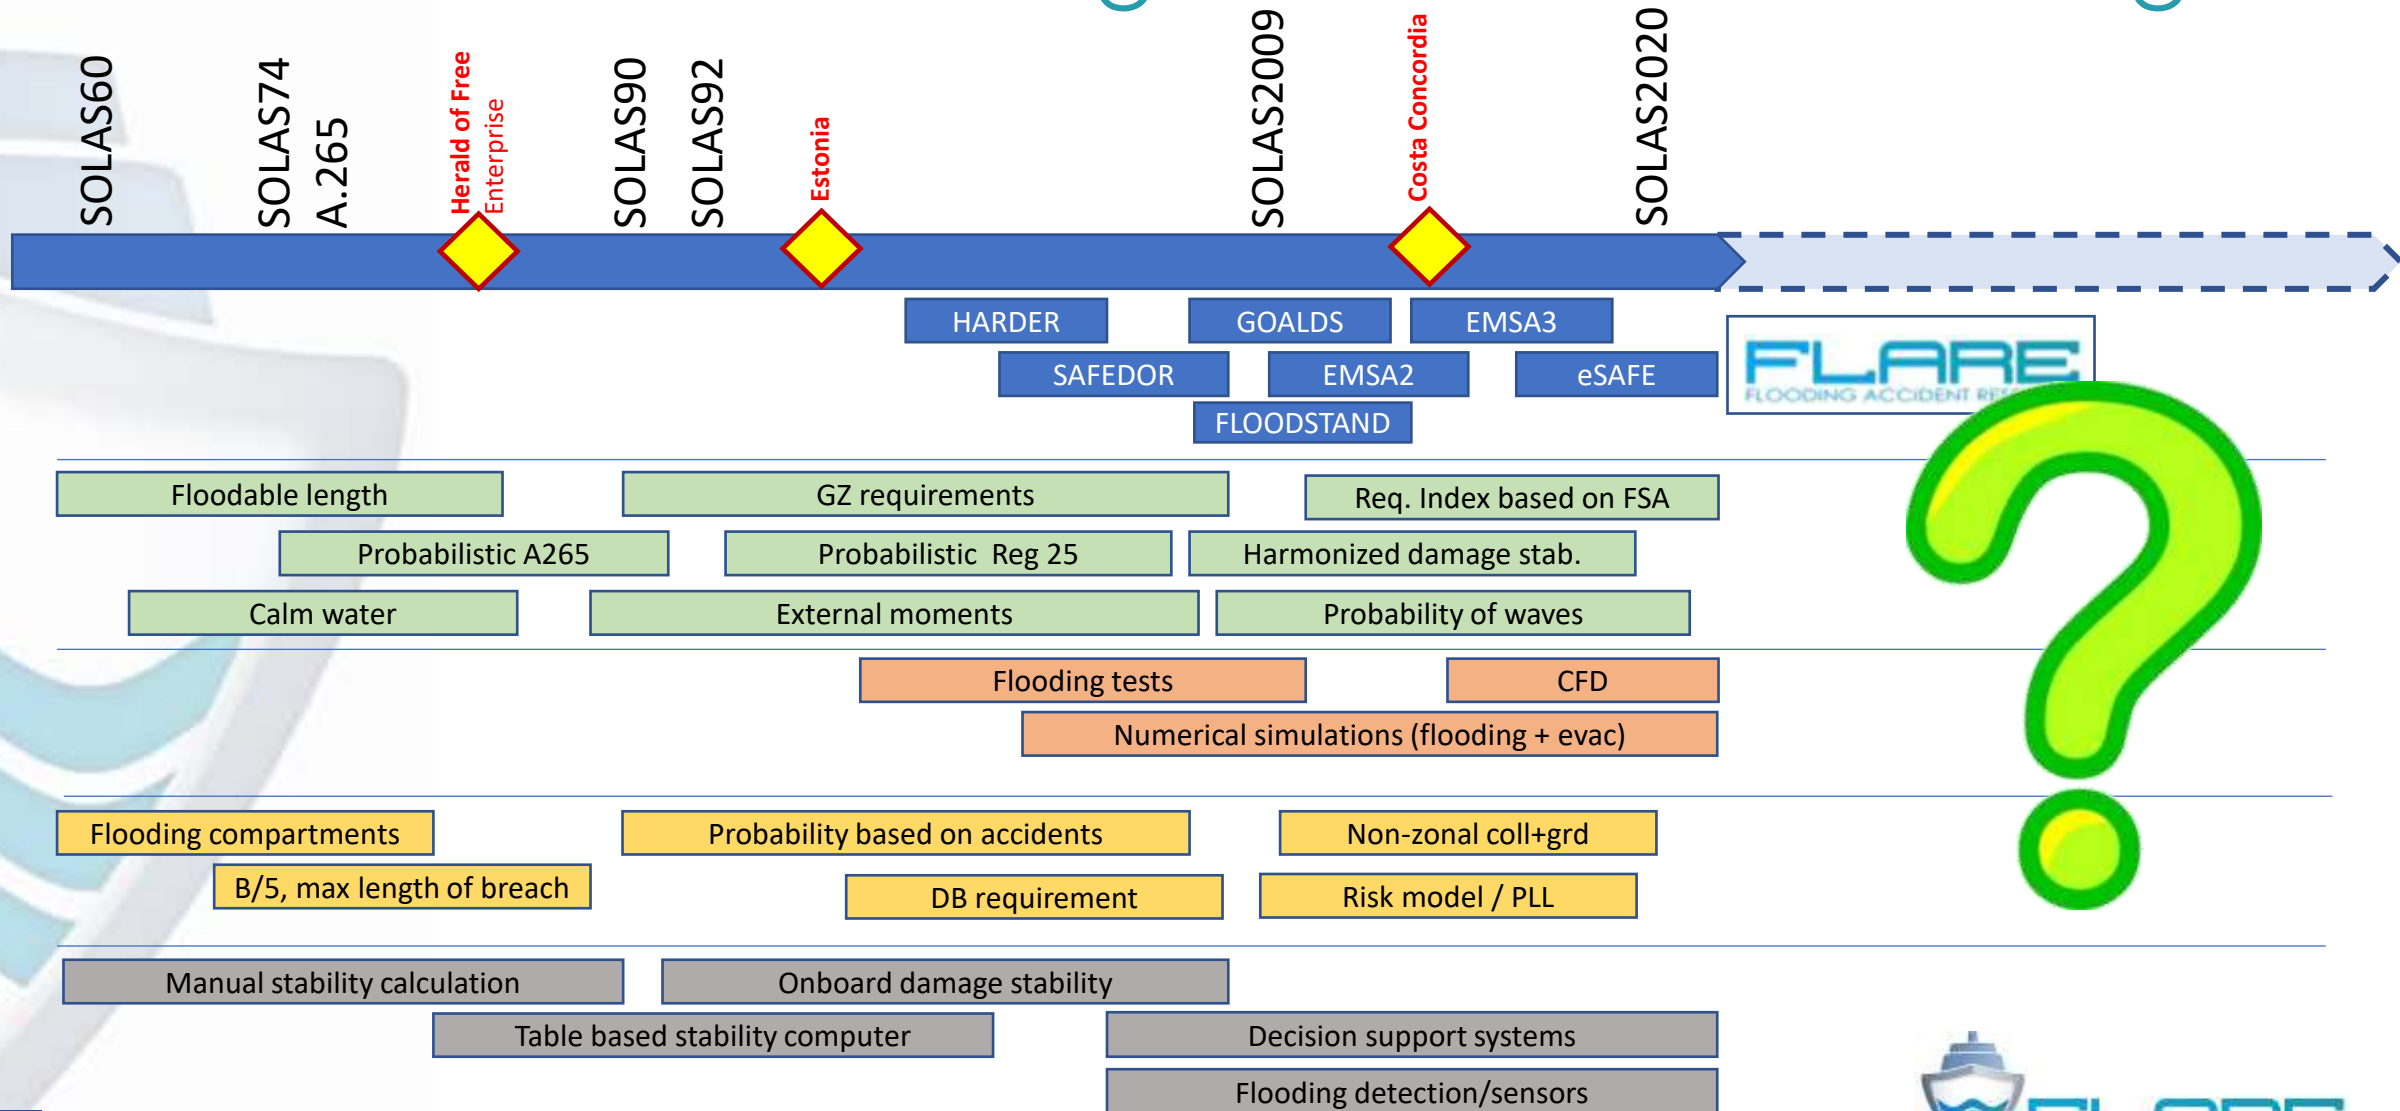 SOLAS60
SOLAS74
A.265
Herald of Free
Enterprise
SOLAS90
SOLAS92
Estonia
SOLAS2009
Costa Concordia
SOLAS2020
HARDER
GOALDS
EMSA3
SAFEDOR
EMSA2
eSAFE
FLOODSTAND
FLARE
FLOODING ACCIDENT
Floodable length
GZ requirements
Req. Index based on FSA
Probabilistic A265
Probabilistic Reg 25
Harmonized damage stab.
Calm water
External moments
Probability of waves
Flooding tests
CFD
Numerical simulations (flooding + evac)
Flooding compartments
Probability based on accidents
Non-zonal coll+grd
B/5, max length of breach
DB requirement
Risk model / PLL
Manual stability calculation
Onboard damage stability
Table based stability computer
Decision support systems
Flooding detection/sensors
FLARE